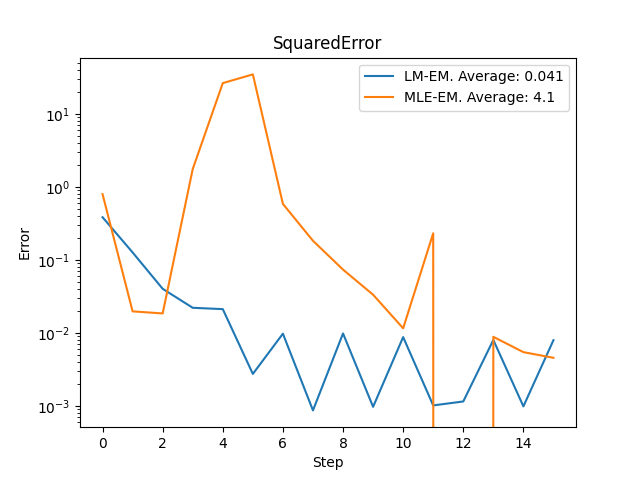 SquaredError
LM-EM. Average: 0.041
MLE-EM. Average: 4.1
Error
10^1
10^0
10^−1
10^−2
10^−3
0 2 4 6 8 10 12 14
Step